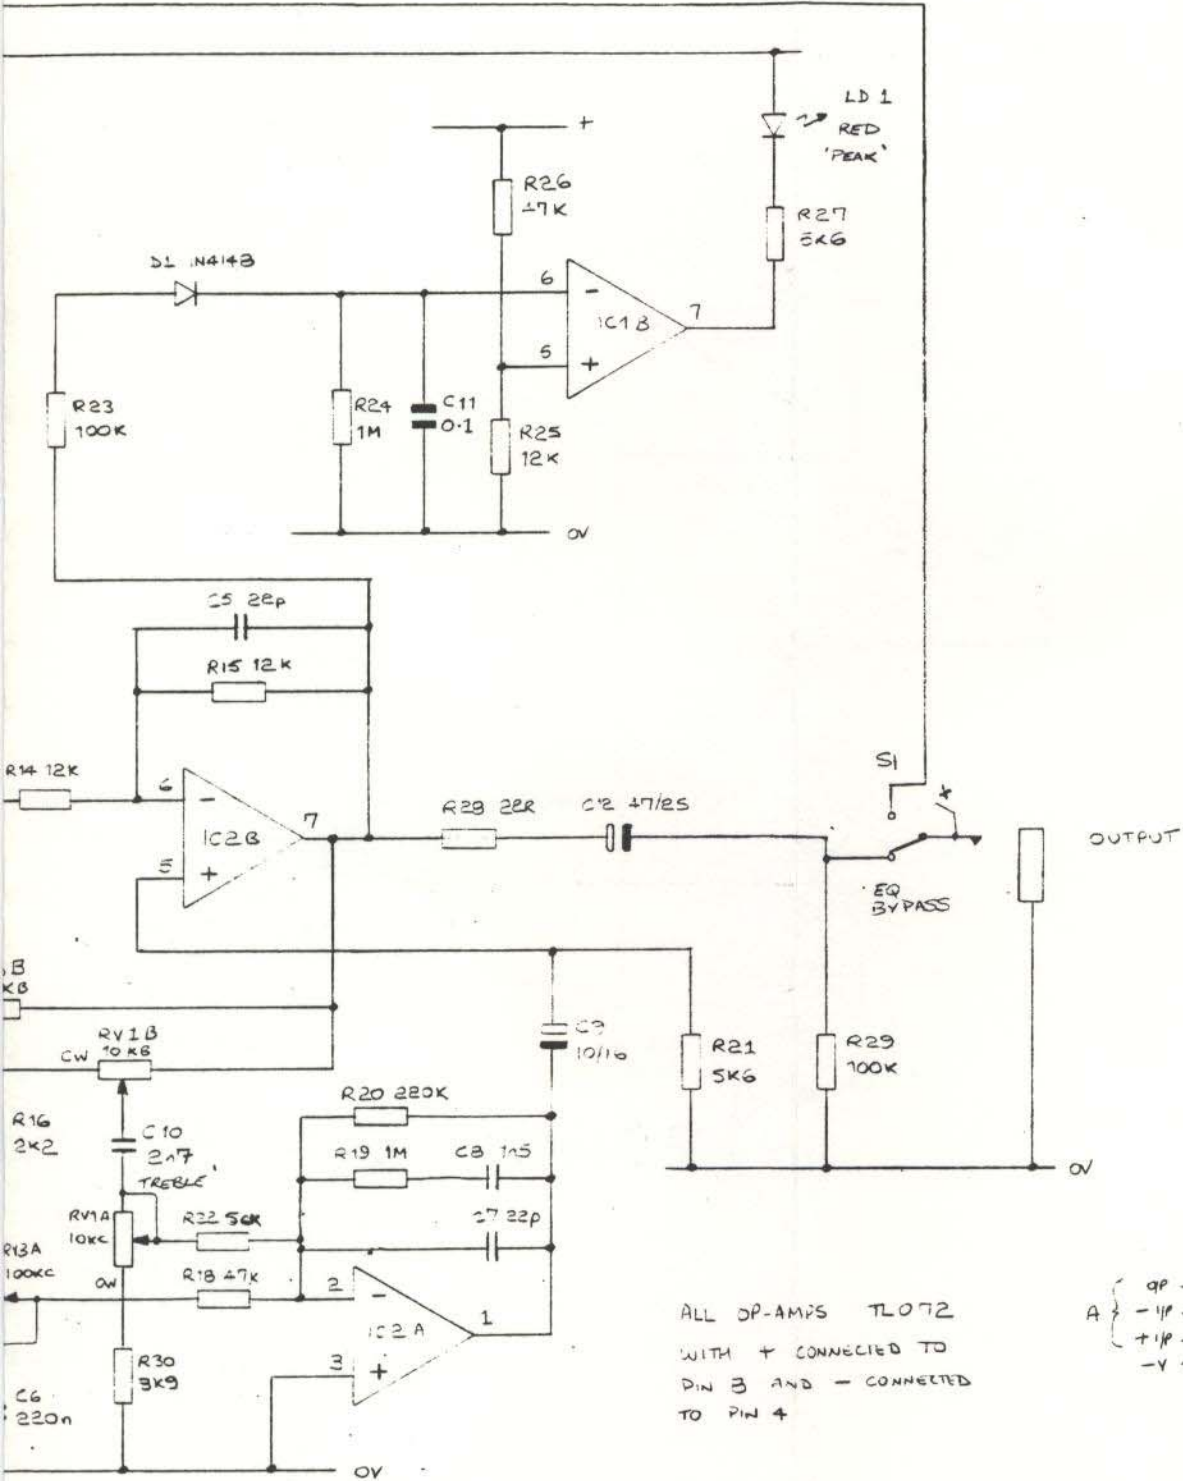 LD 1
RED
'PEAK'
+
R26
47K
R27
5K6
D1 IN4148
6
-
IC1B
7
5
+
R23
100K
R24
1M
C11
0.1
R25
12K
0V
C5 22p
R15 12K
R14 12K
6
-
IC2B
7
5
+
R28 22R
C12 47/25
S1
*
OUTPUT
EQ
BYPASS
B
KB
RV1B
10KB
CW
C9
10/16
R21
5K6
R29
100K
R20 220K
R16
2K2
C10
2n7
'TREBLE'
R19 1M
C8 1n5
0V
RV1A
10KC
R22 56K
C7 22p
RV3A
100KC
CW
R18 47K
2
-
IC2A
1
3
+
R30
3K9
C6
220n
0V
ALL OP-AMPS TL072
WITH + CONNECTED TO
PIN 8 AND - CONNECTED
TO PIN 4
A {
O/P
- I/P
+ I/P
-V